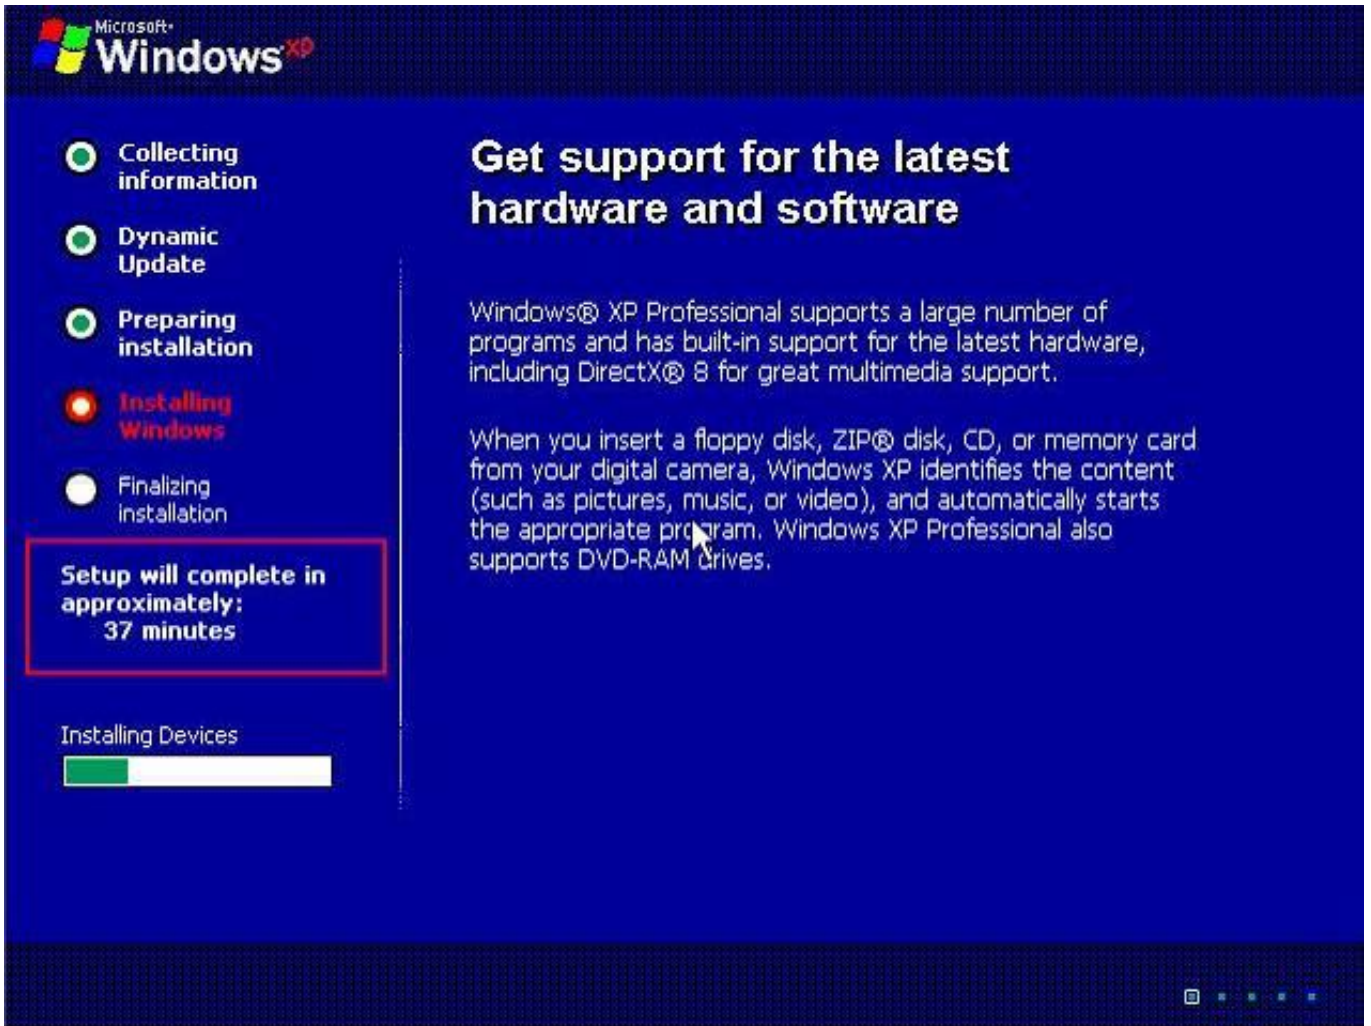 Microsoft®
Windows xp
Collecting
information
Dynamic
Update
Preparing
installation
Installing
Windows
Finalizing
installation
Setup will complete in
approximately:
37 minutes
Installing Devices
Get support for the latest
hardware and software
Windows® XP Professional supports a large number of
programs and has built-in support for the latest hardware,
including DirectX® 8 for great multimedia support.
When you insert a floppy disk, ZIP® disk, CD, or memory card
from your digital camera, Windows XP identifies the content
(such as pictures, music, or video), and automatically starts
the appropriate program. Windows XP Professional also
supports DVD-RAM drives.